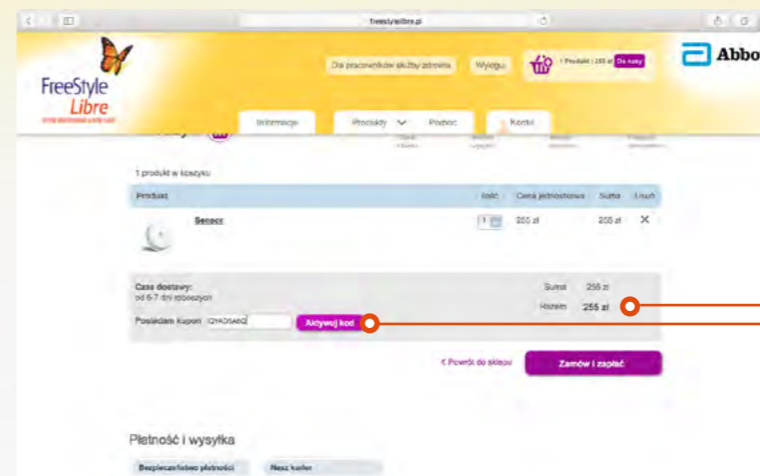 freestylelibre.pl
Dla pracowników służby zdrowia
Wyloguj
1 Produkt | 255 zł Do kasy
Abbo
FreeStyle
Libre
Informacje
Produkty
Pomoc
Konto
1 produkt w koszyku
Produkt
Ilość
Cena jednostkowa
Suma
Usuń
Sensor
1
255 zł
255 zł
Czas dostawy:
od 5-7 dni roboczych
Suma 255 zł
Razem 255 zł
Posiadam kupon
Aktywuj kod
< Powrót do sklepu
Zamów i zapłać
Płatność i wysyłka
Bezpieczeństwo płatności
Nasz kurier